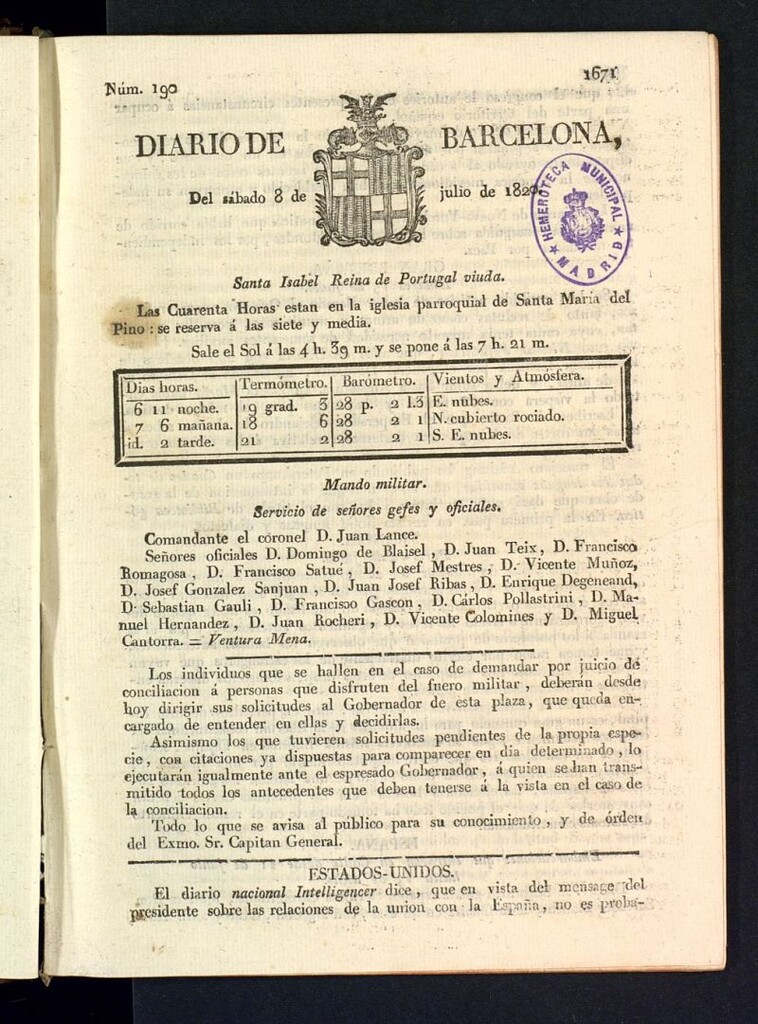 Núm. 190
1671
DIARIO DE BARCELONA,
Del sábado 8 de julio de 1820
HEMEROTECA MUNICIPAL
MADRID
Santa Isabel Reina de Portugal viuda.
Las Cuarenta Horas estan en la iglesia parroquial de Santa María del
Pino : se reserva á las siete y media.
Sale el Sol á las 4 h. 39 m. y se pone á las 7 h. 21 m.
Dias horas. Termómetro. Barómetro. Vientos y Atmósfera.
6 11 noche. 19 grad. 3 28 p. 2 l.3 E. nubes.
7 6 mañana. 18 6 28 2 1 N. cubierto rociado.
id. 2 tarde. 21 2 28 2 1 S. E. nubes.
Mando militar.
Servicio de señores gefes y oficiales.
Comandante el coronel D. Juan Lance.
Señores oficiales D. Domingo de Blaisel , D. Juan Teix, D. Francisco
Romagosa , D. Francisco Satué , D. Josef Mestres , D. Vicente Muñoz,
D. Josef Gonzalez Sanjuan , D. Juan Josef Ribas , D. Enrique Degeneand,
D. Sebastian Gauli , D. Francisco Gascon , D. Cárlos Pollastrini , D. Ma-
nuel Hernandez , D. Juan Rocheri , D. Vicente Colomines y D. Miguel
Cantorra. = Ventura Mena.
Los individuos que se hallen en el caso de demandar por juicio de
conciliacion á personas que disfruten del fuero militar , deberán desde
hoy dirigir sus solicitudes al Gobernador de esta plaza, que queda en-
cargado de entender en ellas y decidirlas.
Asimismo los que tuvieren solicitudes pendientes de la propia espe-
cie , con citaciones ya dispuestas para comparecer en dia determinado , lo
ejecutarán igualmente ante el espresado Gobernador , á quien se han trans-
mitido todos los antecedentes que deben tenerse á la vista en el caso de
la conciliacion.
Todo lo que se avisa al público para su conocimiento , y de órden
del Exmo. Sr. Capitan General.
ESTADOS-UNIDOS.
El diario nacional Intelligencer dice , que en vista del mensage del
presidente sobre las relaciones de la union con la España , no es proba-